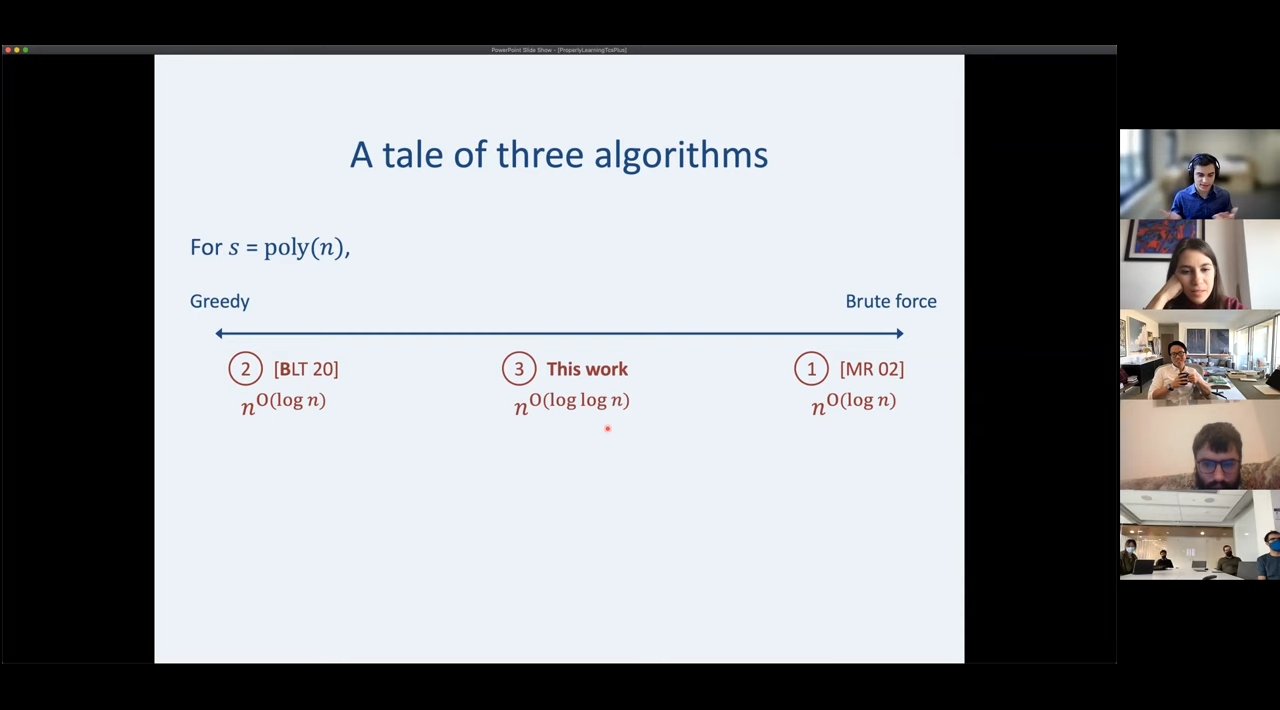 PowerPoint Slide Show - [ProperlyLearningTcsPlus]
A tale of three algorithms
For s = poly(n),
Greedy
Brute force
2 [BLT 20]
n^O(log n)
3 This work
n^O(log log n)
1 [MR 02]
n^O(log n)